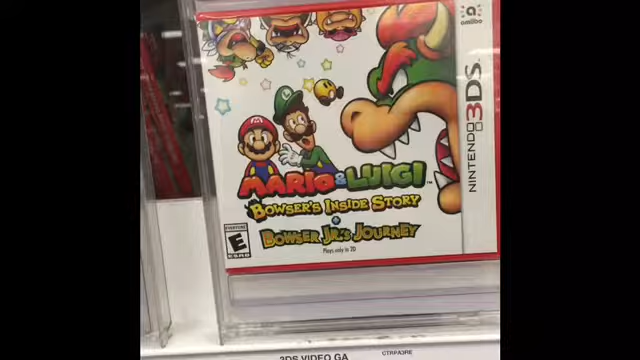 amiibo
NINTENDO 3DS
MARIO & LUIGI
BOWSER'S INSIDE STORY
+
BOWSER JR.'S JOURNEY
Plays only in 2D
EVERYONE
E
ESRB
3DS VIDEO GA